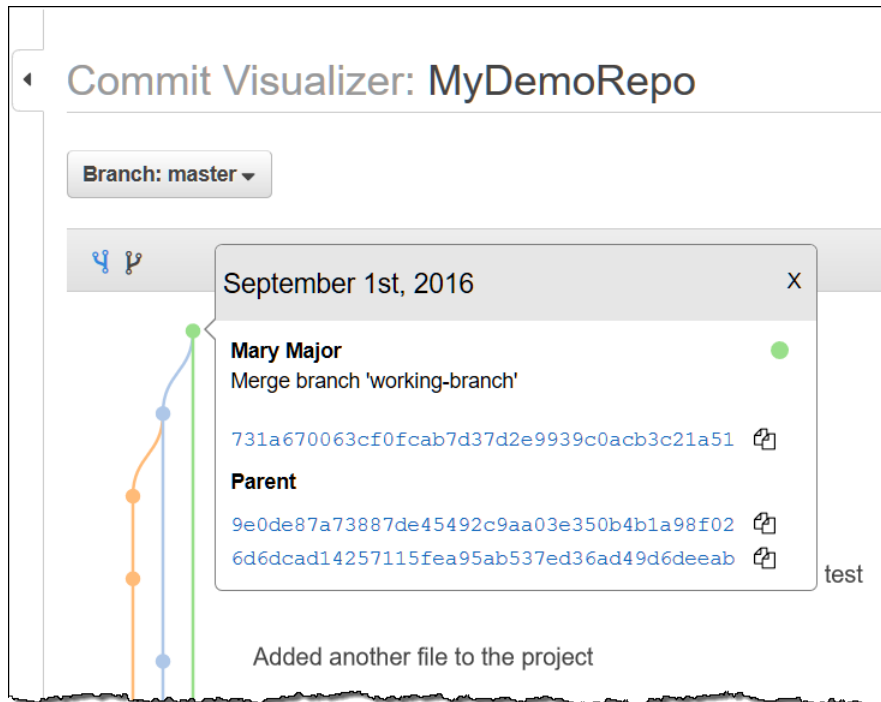 Commit Visualizer: MyDemoRepo
Branch: master
September 1st, 2016 X
Mary Major
Merge branch 'working-branch'
731a670063cf0fcab7d37d2e9939c0acb3c21a51
Parent
9e0de87a73887de45492c9aa03e350b4b1a98f02
6d6dcad14257115fea95ab537ed36ad49d6deeab
test
Added another file to the project